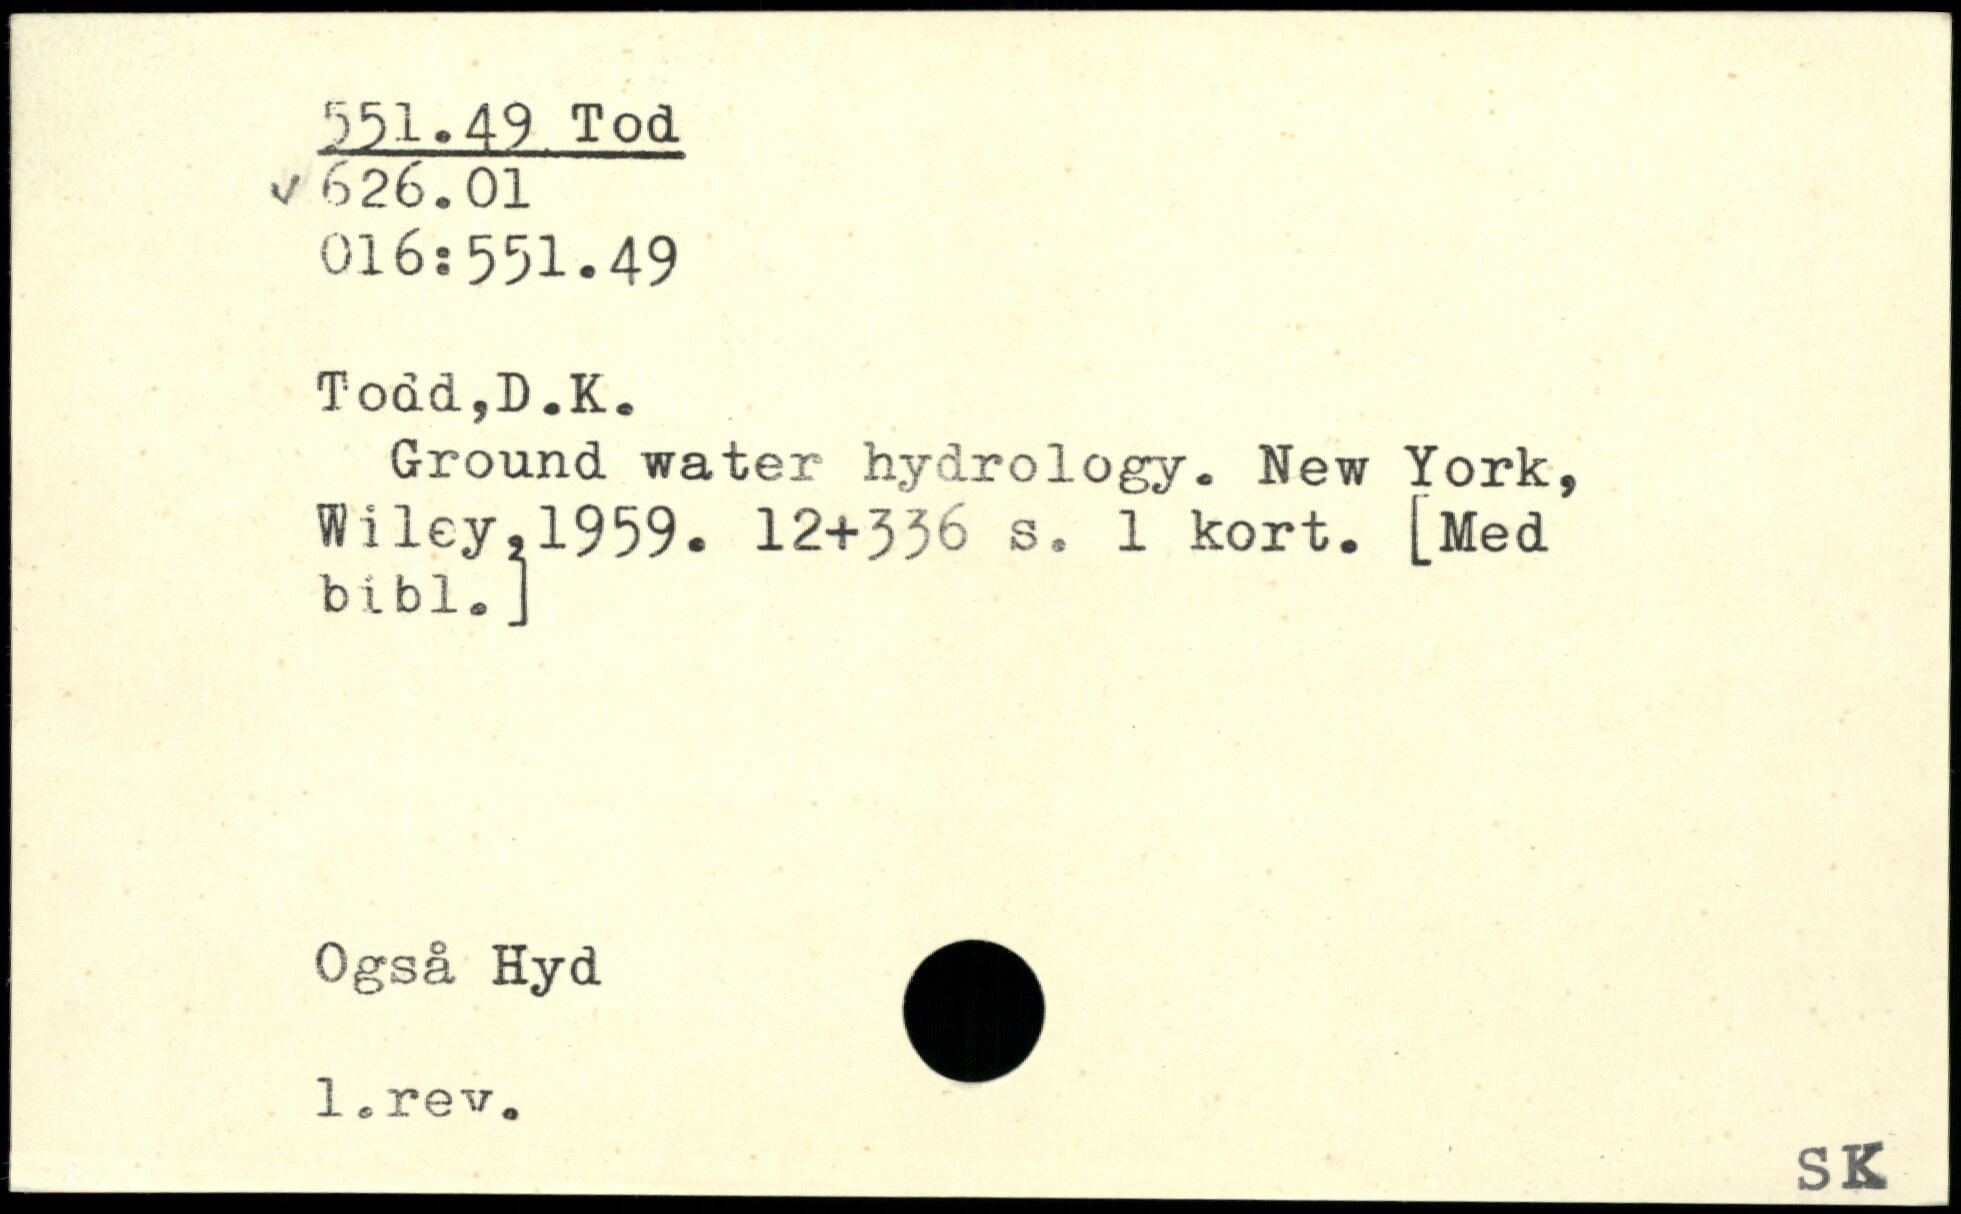 551.49 Tod
✓ 626.01
016:551.49
Todd,D.K.
Ground water hydrology. New York,
Wiley,1959. 12+336 s. 1 kort. [Med
bibl.]
Også Hyd
1.rev.
SK